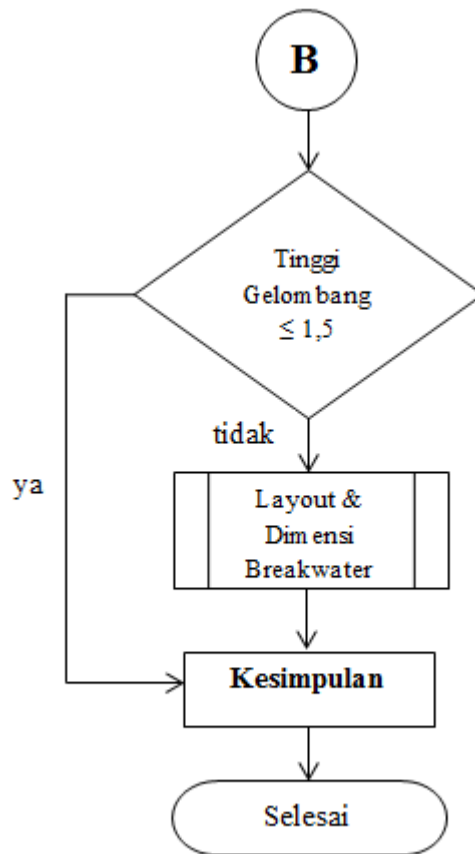 B
Tinggi
Gelombang
≤ 1,5
tidak
ya
Layout &
Dimensi
Breakwater
Kesimpulan
Selesai